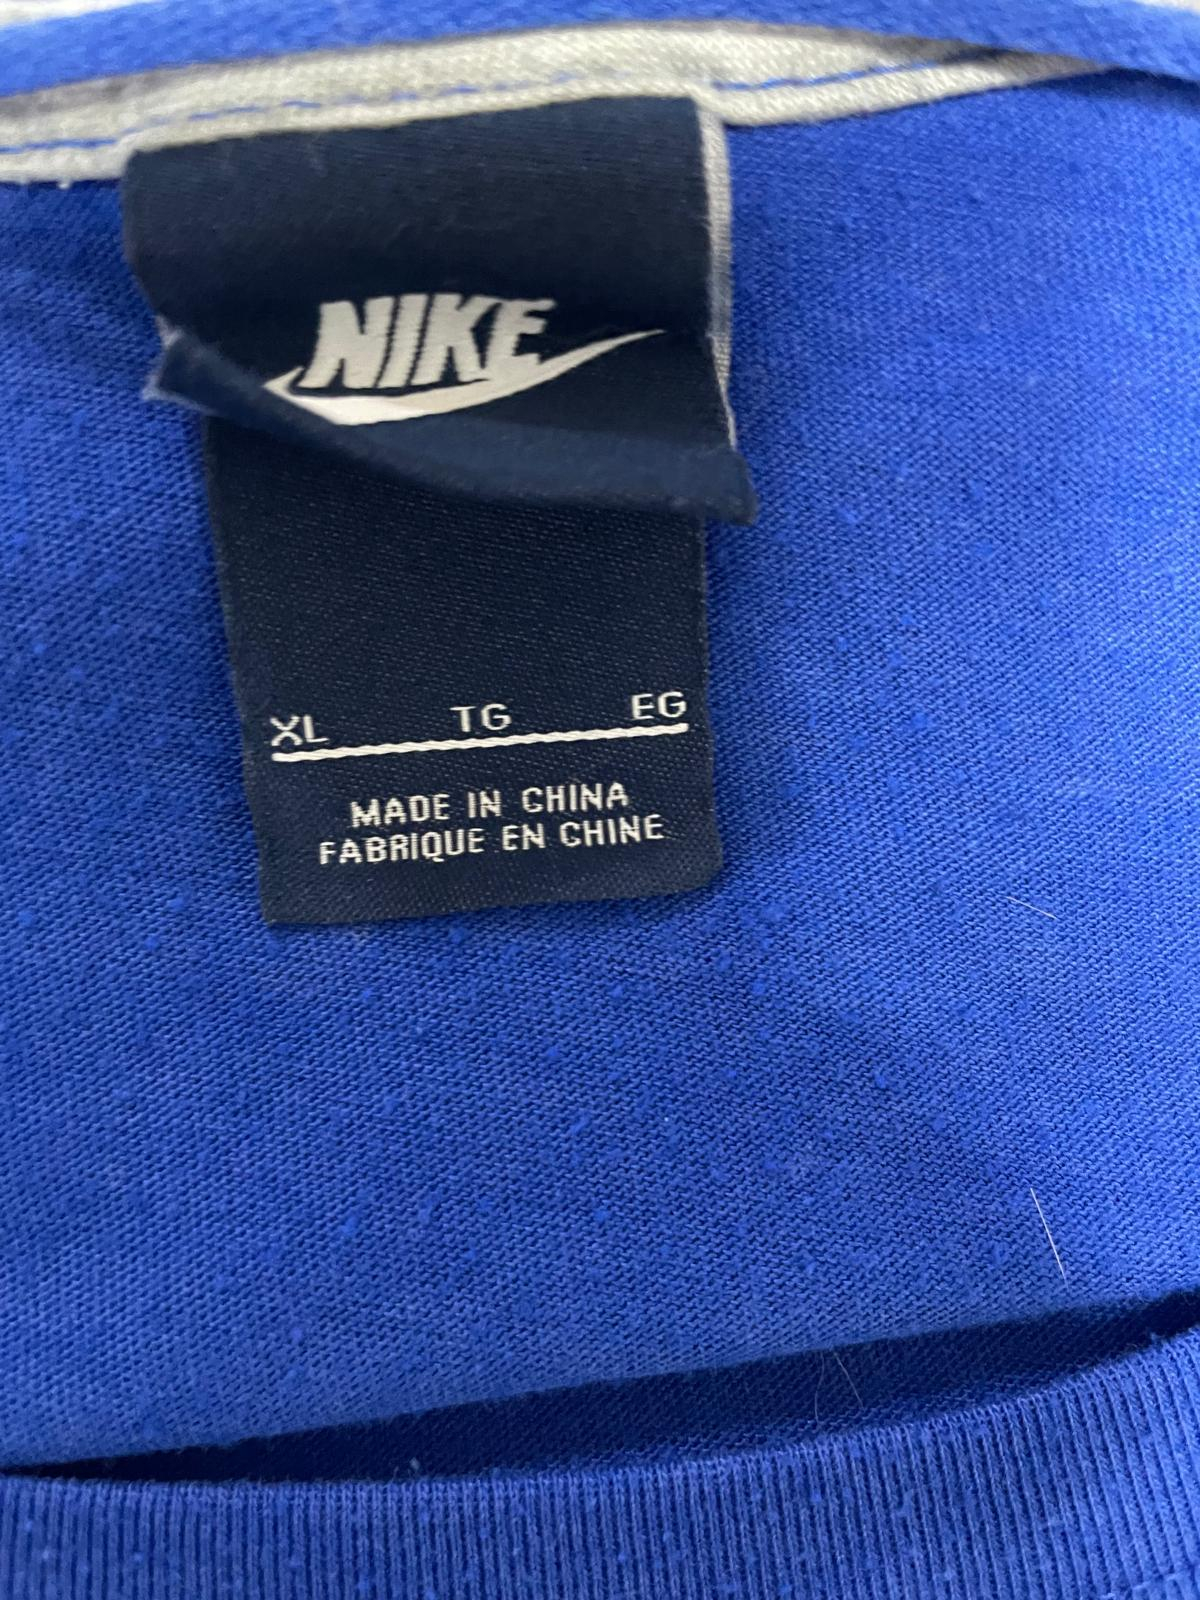 NIKE
XL TG EG
MADE IN CHINA
FABRIQUE EN CHINE